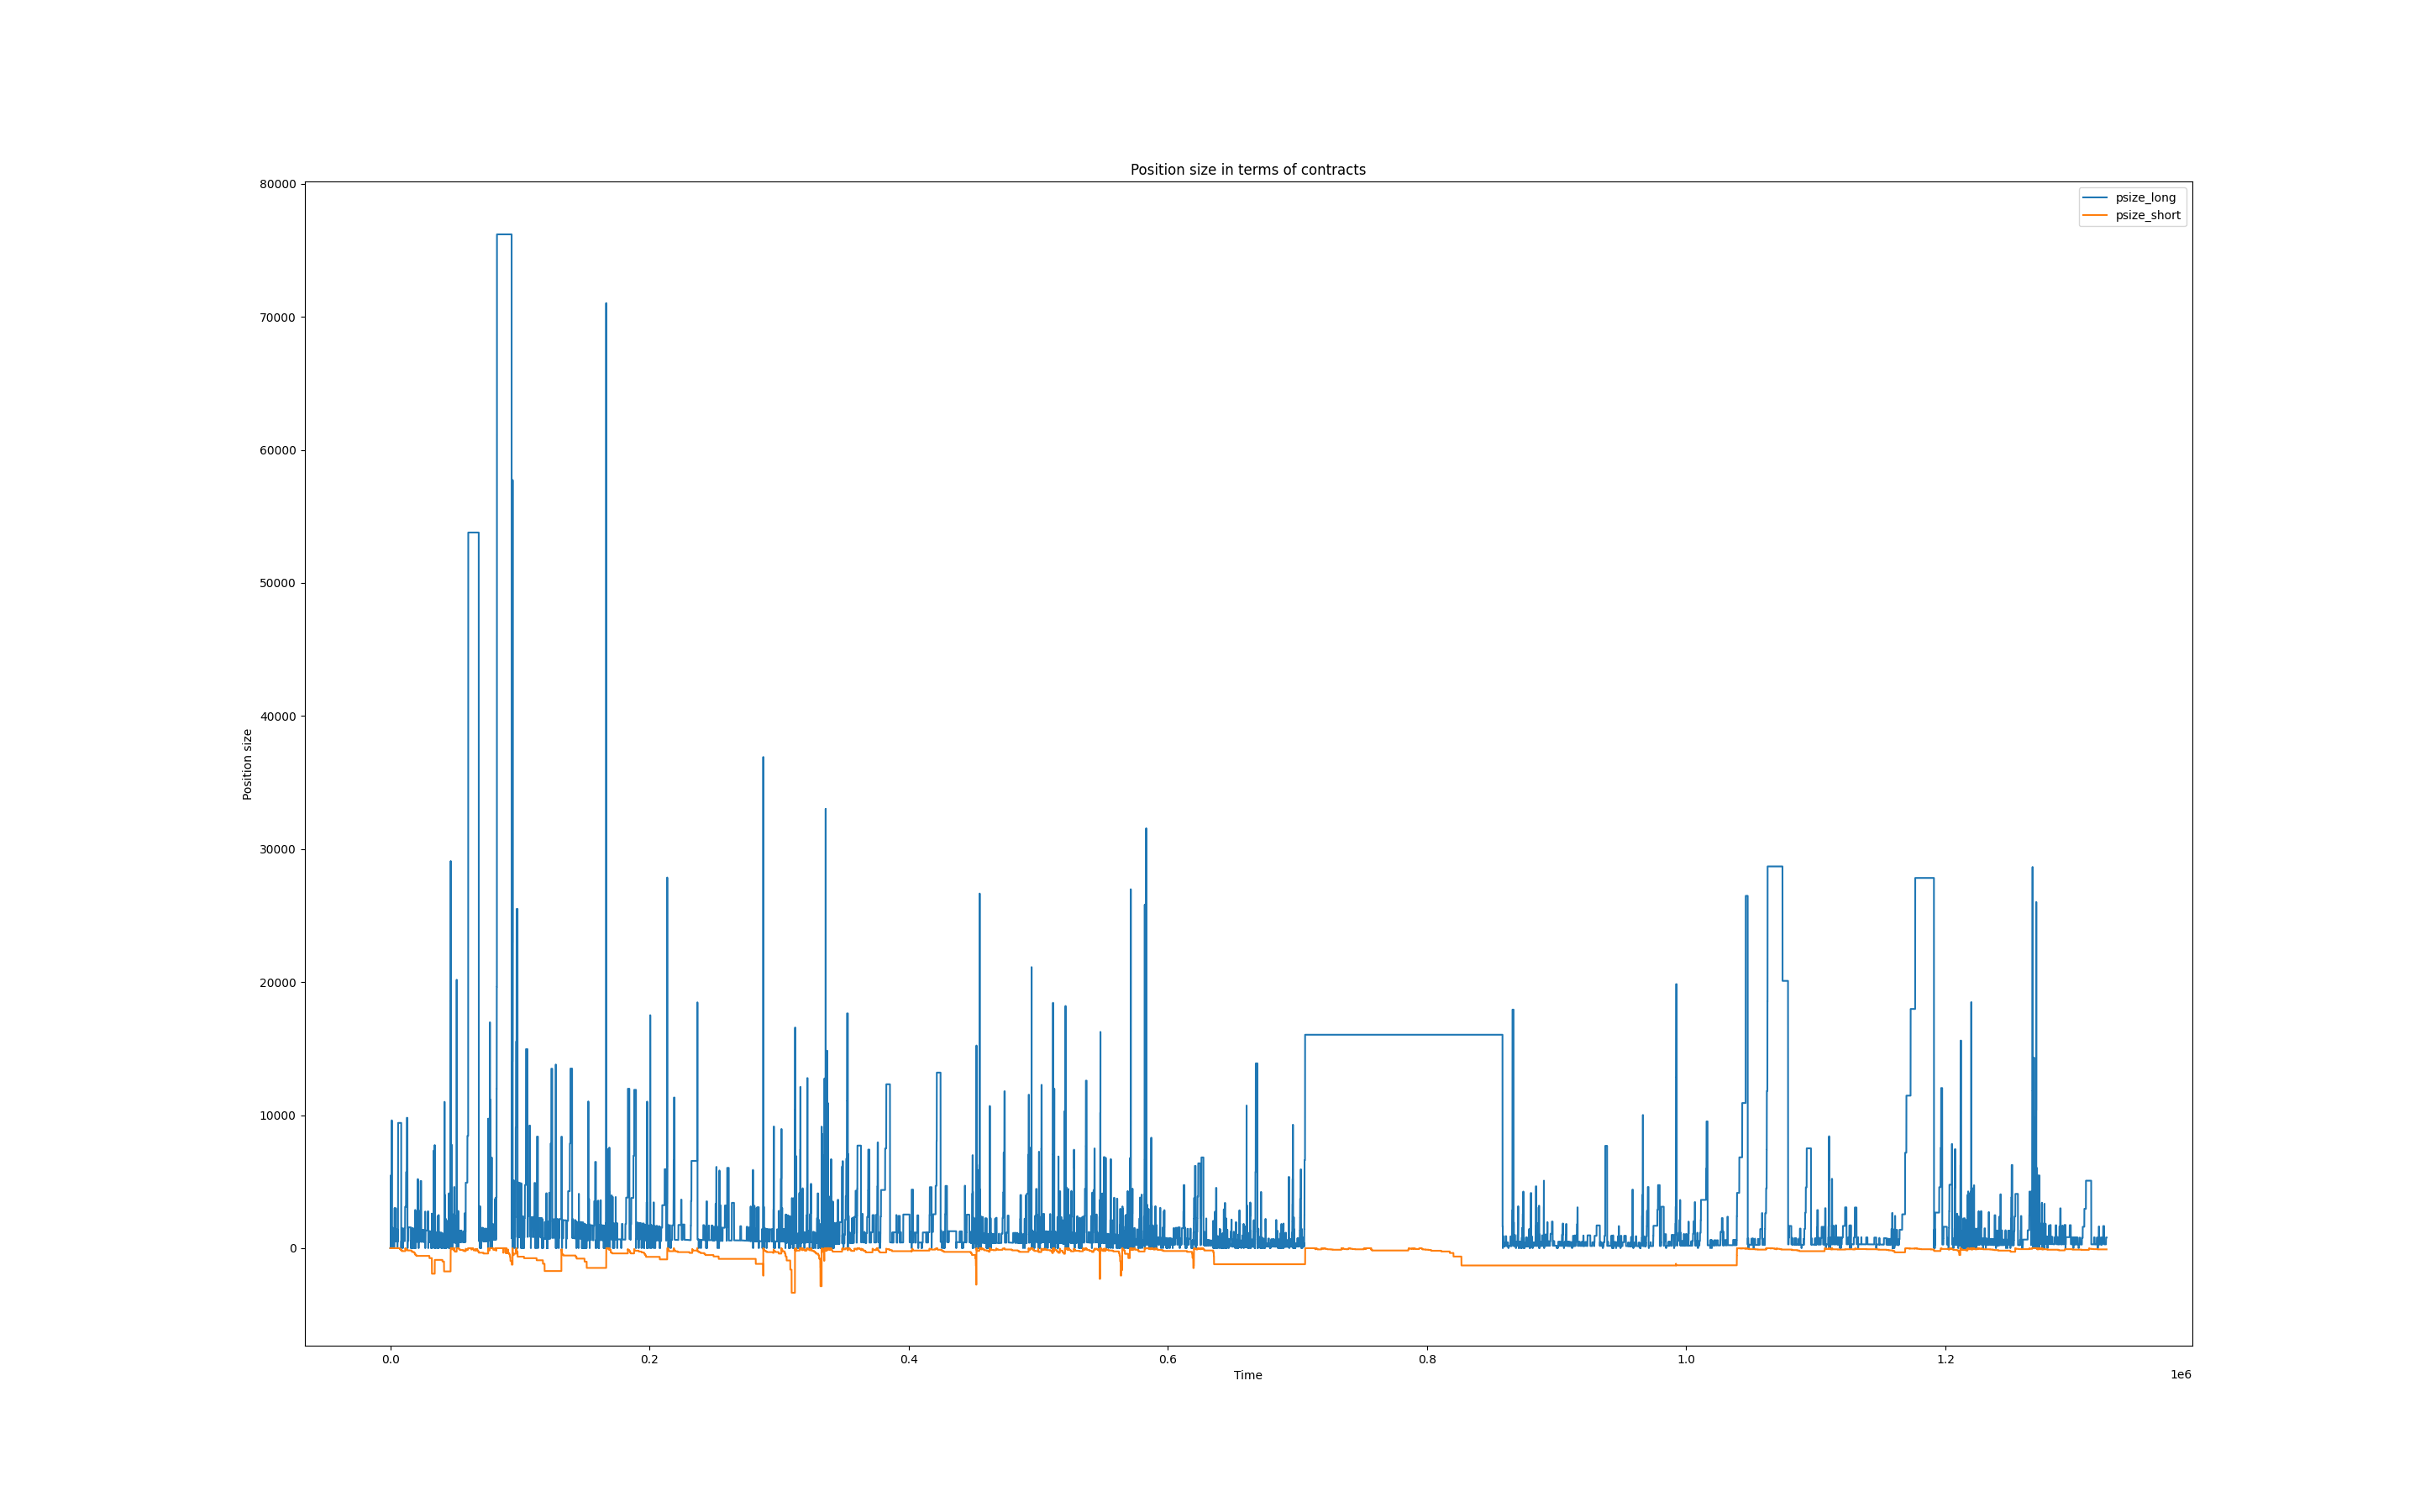 Position size in terms of contracts
psize_long
psize_short
80000
70000
60000
50000
40000
30000
20000
10000
0
Position size
0.0 0.2 0.4 0.6 0.8 1.0 1.2
Time
1e6